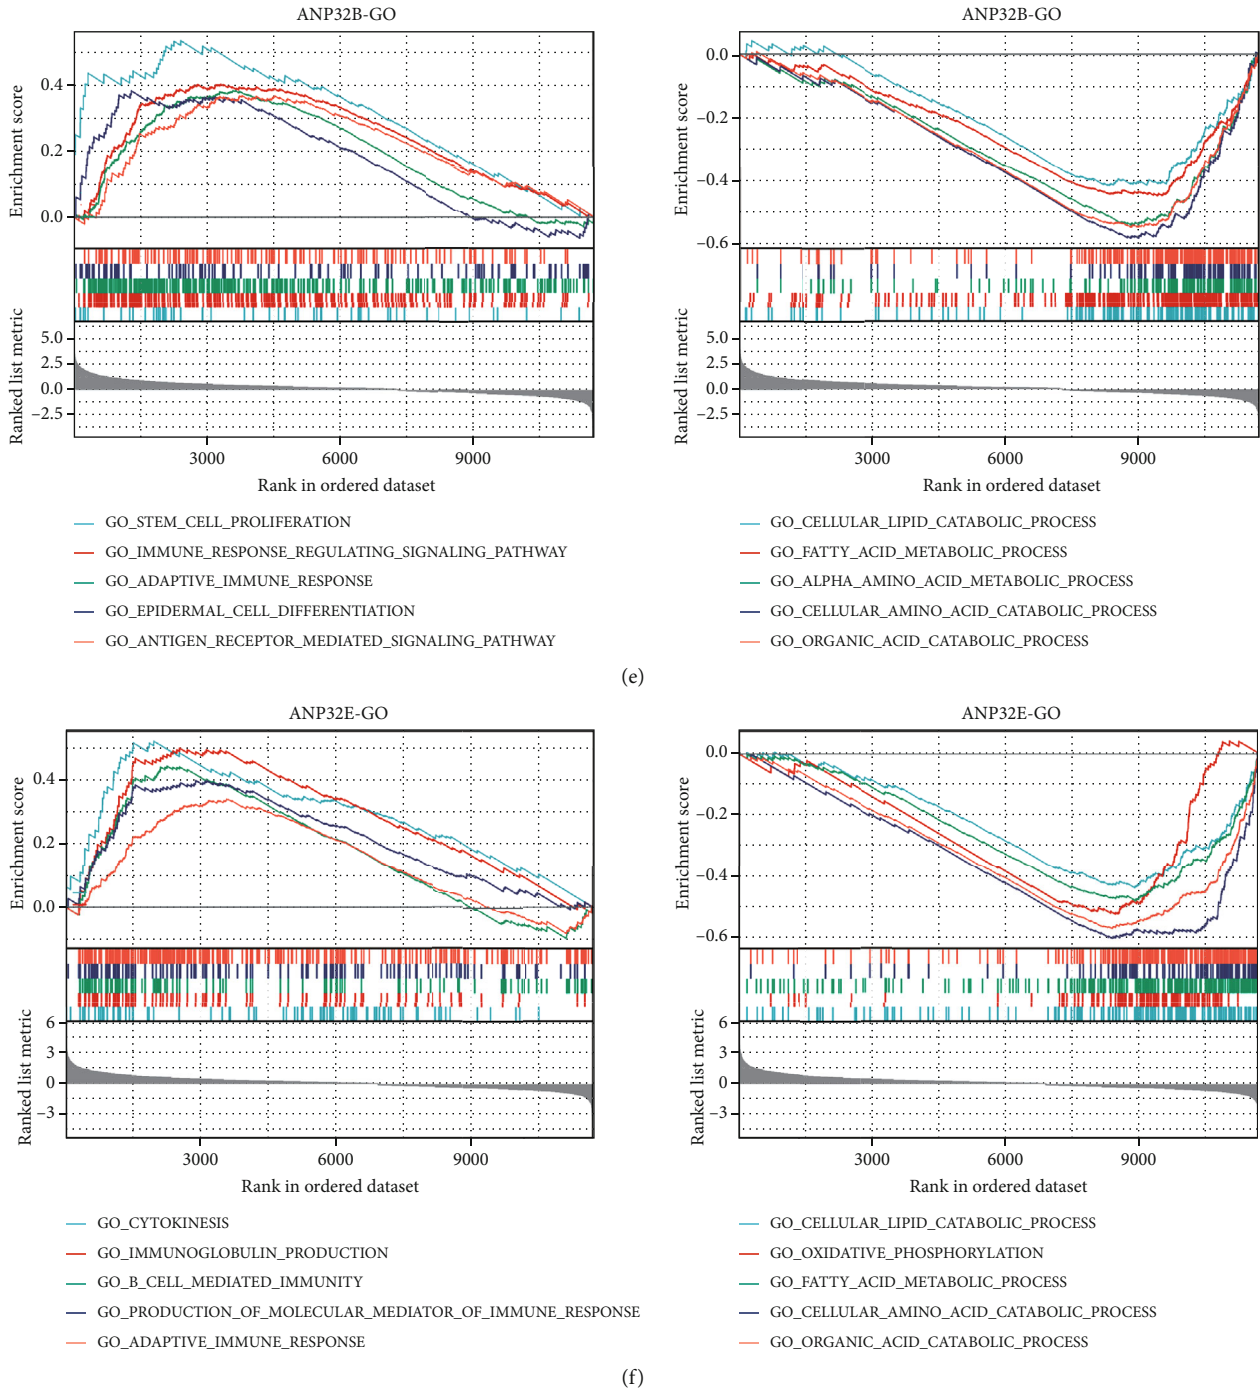 ANP32B-GO
Enrichment score
0.4
0.2
0.0
Ranked list metric
5.0
2.5
0.0
−2.5
3000 6000 9000
Rank in ordered dataset
GO_STEM_CELL_PROLIFERATION
GO_IMMUNE_RESPONSE_REGULATING_SIGNALING_PATHWAY
GO_ADAPTIVE_IMMUNE_RESPONSE
GO_EPIDERMAL_CELL_DIFFERENTIATION
GO_ANTIGEN_RECEPTOR_MEDIATED_SIGNALING_PATHWAY
ANP32B-GO
Enrichment score
0.0
−0.2
−0.4
−0.6
Ranked list metric
5.0
2.5
0.0
−2.5
3000 6000 9000
Rank in ordered dataset
GO_CELLULAR_LIPID_CATABOLIC_PROCESS
GO_FATTY_ACID_METABOLIC_PROCESS
GO_ALPHA_AMINO_ACID_METABOLIC_PROCESS
GO_CELLULAR_AMINO_ACID_CATABOLIC_PROCESS
GO_ORGANIC_ACID_CATABOLIC_PROCESS
(e)
ANP32E-GO
Enrichment score
0.4
0.2
0.0
Ranked list metric
6
3
0
−3
3000 6000 9000
Rank in ordered dataset
GO_CYTOKINESIS
GO_IMMUNOGLOBULIN_PRODUCTION
GO_B_CELL_MEDIATED_IMMUNITY
GO_PRODUCTION_OF_MOLECULAR_MEDIATOR_OF_IMMUNE_RESPONSE
GO_ADAPTIVE_IMMUNE_RESPONSE
ANP32E-GO
Enrichment score
0.0
−0.2
−0.4
−0.6
Ranked list metric
6
3
0
−3
3000 6000 9000
Rank in ordered dataset
GO_CELLULAR_LIPID_CATABOLIC_PROCESS
GO_OXIDATIVE_PHOSPHORYLATION
GO_FATTY_ACID_METABOLIC_PROCESS
GO_CELLULAR_AMINO_ACID_CATABOLIC_PROCESS
GO_ORGANIC_ACID_CATABOLIC_PROCESS
(f)